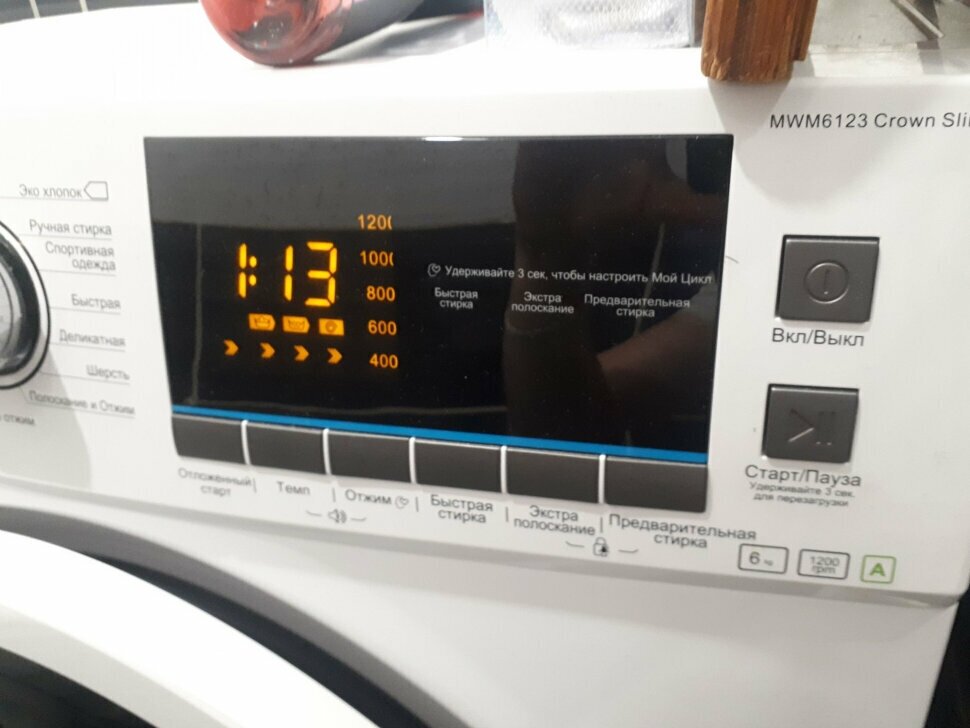 MWM6123 Crown Sli
Эко хлопок
Ручная стирка
Спортивная
одежда
Быстрая
Деликатная
Шерсть
Полоскание и Отжим
отжим
1:13
120
100
800
600
400
Удерживайте 3 сек, чтобы настроить Мой Цикл
Быстрая
стирка
Экстра
полоскание
Предварительная
стирка
Вкл/Выкл
Старт/Пауза
Удерживайте 3 сек.
для перезагрузки
Отложенный
старт
Темп
Отжим
Быстрая
стирка
Экстра
полоскание
Предварительная
стирка
6 kg
1200
rpm
A